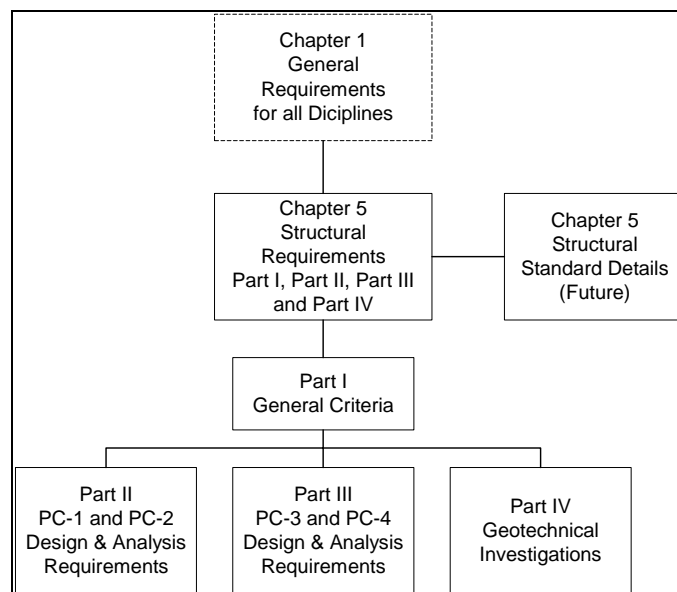 Chapter 1
General
Requirements
for all Diciplines
Chapter 5
Structural
Requirements
Part I, Part II, Part III
and Part IV
Chapter 5
Structural
Standard Details
(Future)
Part I
General Criteria
Part II
PC-1 and PC-2
Design & Analysis
Requirements
Part III
PC-3 and PC-4
Design & Analysis
Requirements
Part IV
Geotechnical
Investigations